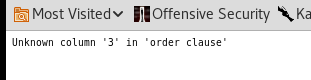 Most Visited Offensive Security Ka
Unknown column '3' in 'order clause'